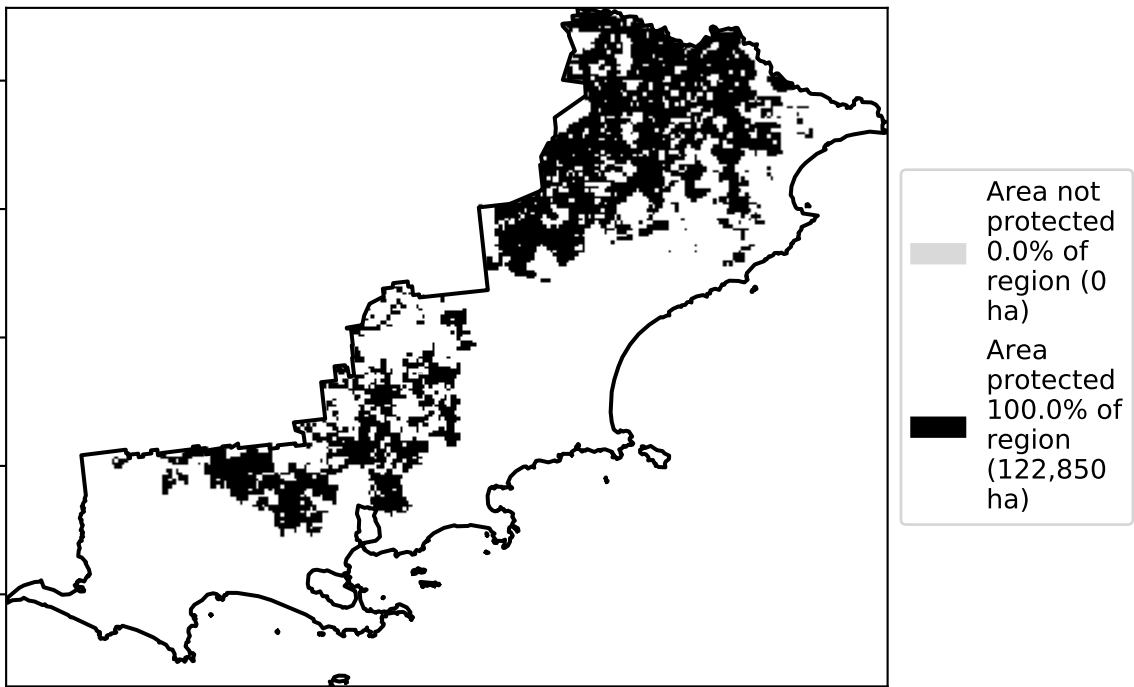 Area not
protected
0.0% of
region (0
ha)
Area
protected
100.0% of
region
(122,850
ha)